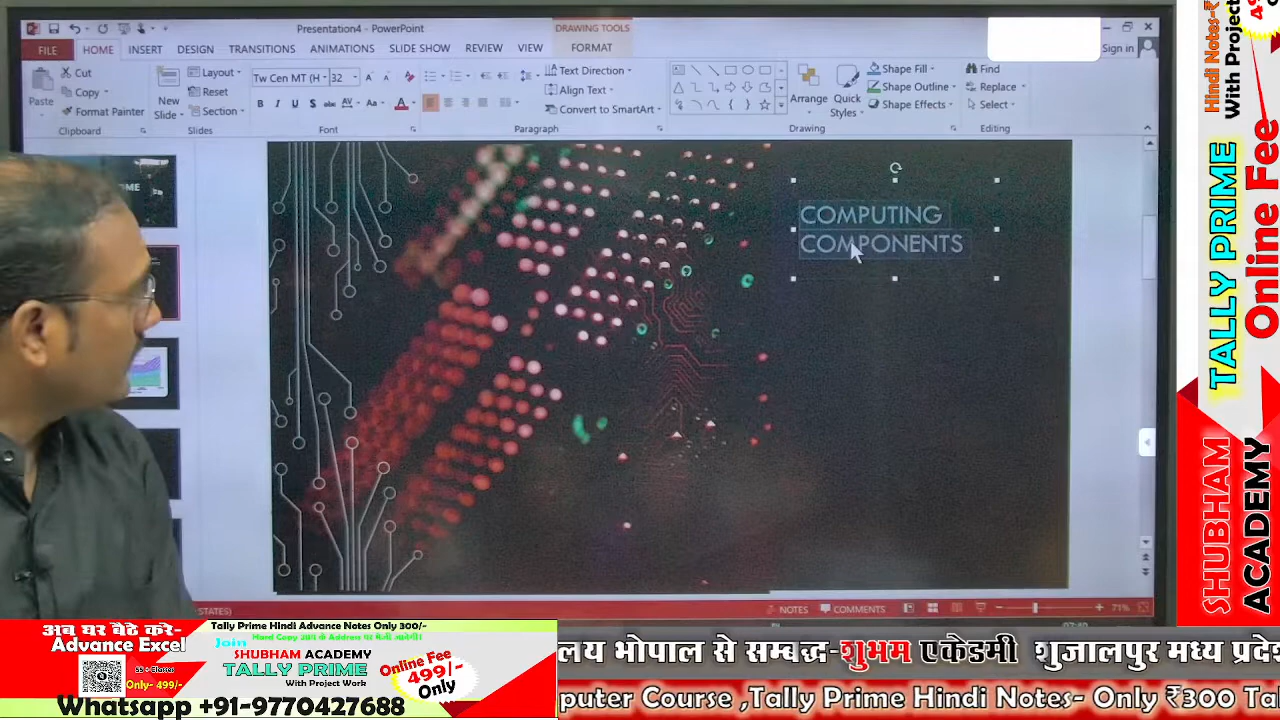 Presentation4 - PowerPoint
DRAWING TOOLS
FILE
HOME
INSERT
DESIGN
TRANSITIONS
ANIMATIONS
SLIDE SHOW
REVIEW
VIEW
FORMAT
Sign in
Cut
Copy
Format Painter
Paste
Clipboard
New
Slide
Layout
Reset
Section
Slides
Tw Cen MT (H
32
Font
Text Direction
Align Text
Convert to SmartArt
Paragraph
Arrange
Quick
Styles
Shape Fill
Shape Outline
Shape Effects
Drawing
Find
Replace
Select
Editing
COMPUTING
COMPONENTS
STATES)
NOTES
COMMENTS
71%
Hindi Notes-₹
With Project
TALLY PRIME
Online Fee
SHUBHAM
ACADEMY
अब घर बैठे करे-
Advance Excel
Only- 499/-
Tally Prime Hindi Advance Notes Only 300/-
Join
SHUBHAM ACADEMY
TALLY PRIME
With Project Work
Online Fee
499/-
Only
Whatsapp +91-9770427688
लय भोपाल से सम्बद्ध-शुभम एकेडमी शुजालपुर मध्य प्रदे
puter Course ,Tally Prime Hindi Notes- Only ₹300 Ta